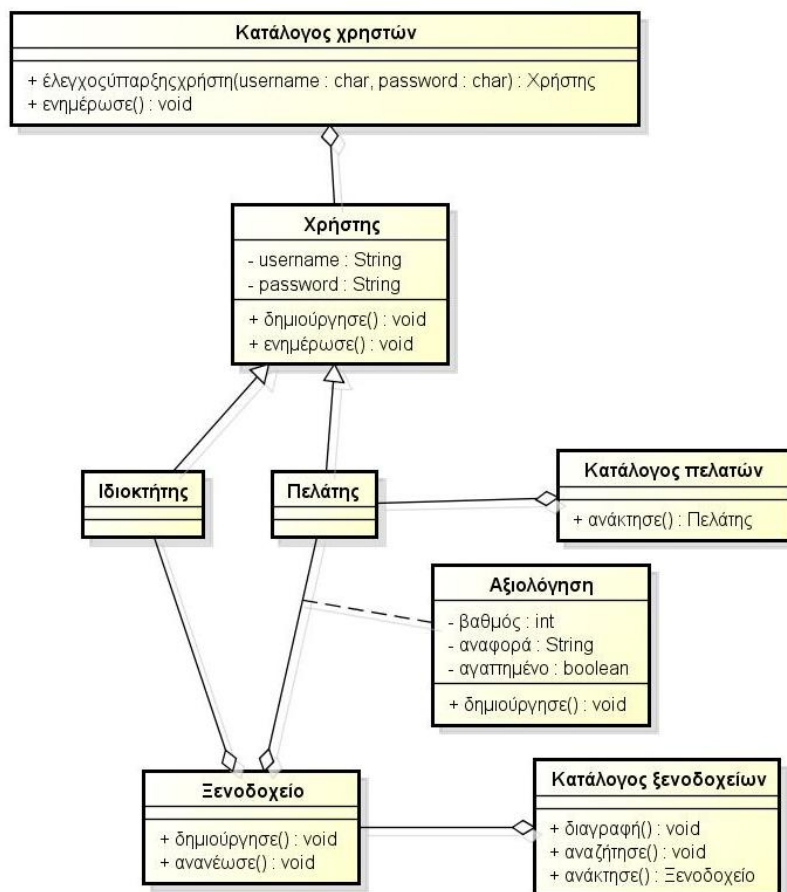 Κατάλογος χρηστών
+ έλεγχοςύπαρξηςχρήστη(username : char, password : char) : Χρήστης
+ ενημέρωσε() : void
Χρήστης
- username : String
- password : String
+ δημιούργησε() : void
+ ενημέρωσε() : void
Ιδιοκτήτης
Πελάτης
Κατάλογος πελατών
+ ανάκτησε() : Πελάτης
Αξιολόγηση
- βαθμός : int
- αναφορά : String
- αγαπημένο : boolean
+ δημιούργησε() : void
Ξενοδοχείο
+ δημιούργησε() : void
+ ανανέωσε() : void
Κατάλογος ξενοδοχείων
+ διαγραφή() : void
+ αναζήτησε() : void
+ ανάκτησε() : Ξενοδοχείο